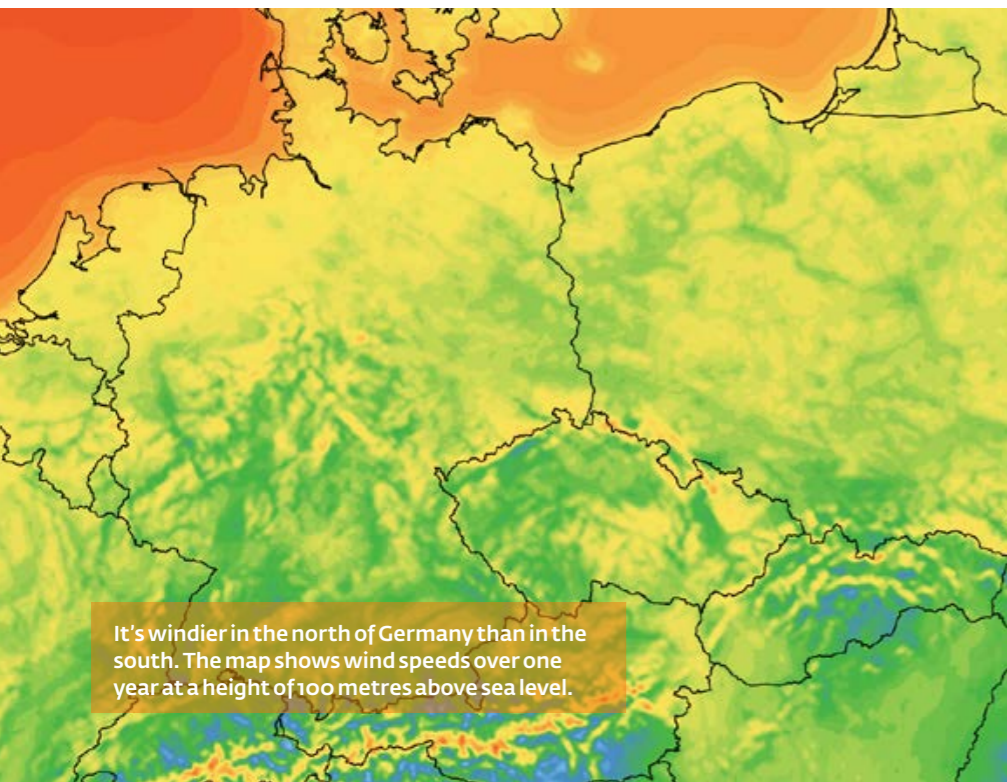 It's windier in the north of Germany than in the
south. The map shows wind speeds over one
year at a height of 100 metres above sea level.